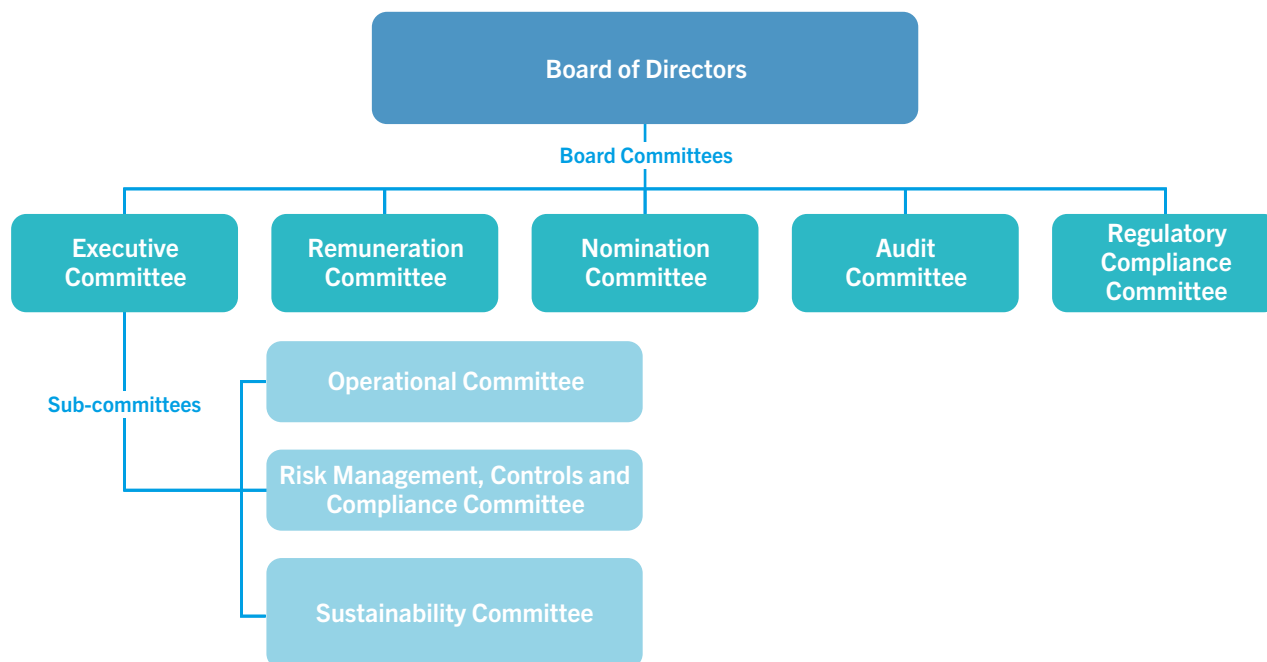 Board of Directors
Board Committees
Executive
Committee
Remuneration
Committee
Nomination
Committee
Audit
Committee
Regulatory
Compliance
Committee
Operational Committee
Sub-committees
Risk Management, Controls and
Compliance Committee
Sustainability Committee